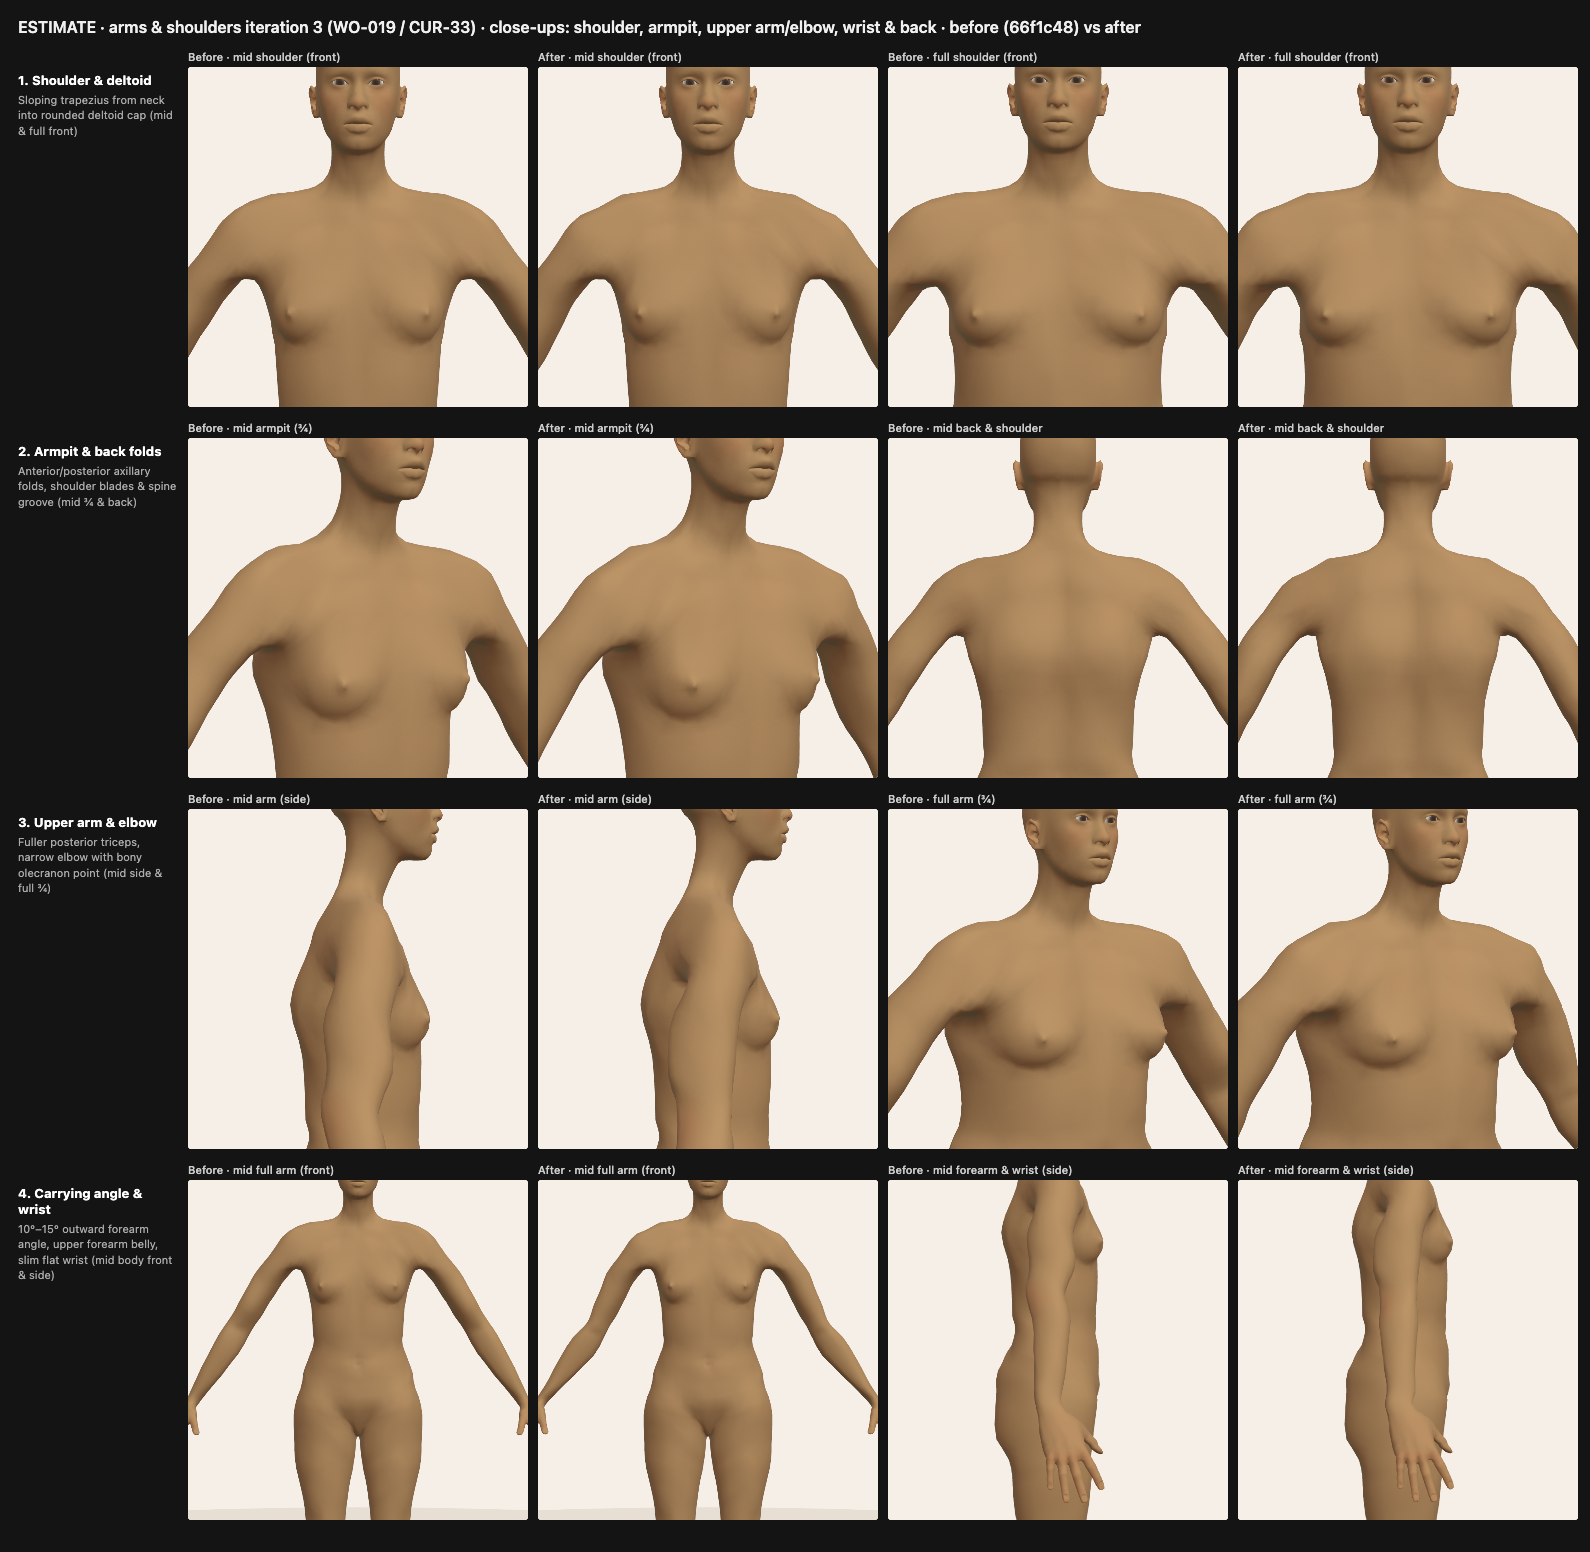 ESTIMATE · arms & shoulders iteration 3 (WO-019 / CUR-33) · close-ups: shoulder, armpit, upper arm/elbow, wrist & back · before (66f1c48) vs after
1. Shoulder & deltoid
Sloping trapezius from neck
into rounded deltoid cap (mid
& full front)
Before · mid shoulder (front)
After · mid shoulder (front)
Before · full shoulder (front)
After · full shoulder (front)
2. Armpit & back folds
Anterior/posterior axillary
folds, shoulder blades & spine
groove (mid ¾ & back)
Before · mid armpit (¾)
After · mid armpit (¾)
Before · mid back & shoulder
After · mid back & shoulder
3. Upper arm & elbow
Fuller posterior triceps,
narrow elbow with bony
olecranon point (mid side &
full ¾)
Before · mid arm (side)
After · mid arm (side)
Before · full arm (¾)
After · full arm (¾)
4. Carrying angle &
wrist
10°–15° outward forearm
angle, upper forearm belly,
slim flat wrist (mid body front
& side)
Before · mid full arm (front)
After · mid full arm (front)
Before · mid forearm & wrist (side)
After · mid forearm & wrist (side)